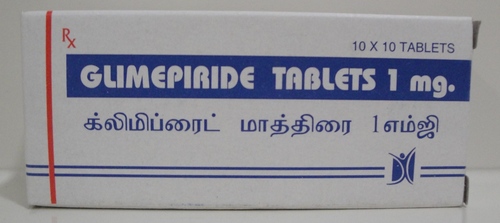 Rx
10 X 10 TABLETS
GLIMEPIRIDE TABLETS 1 mg.
க்லிமிப்ரைட் மாத்திரை 1எம்ஜி